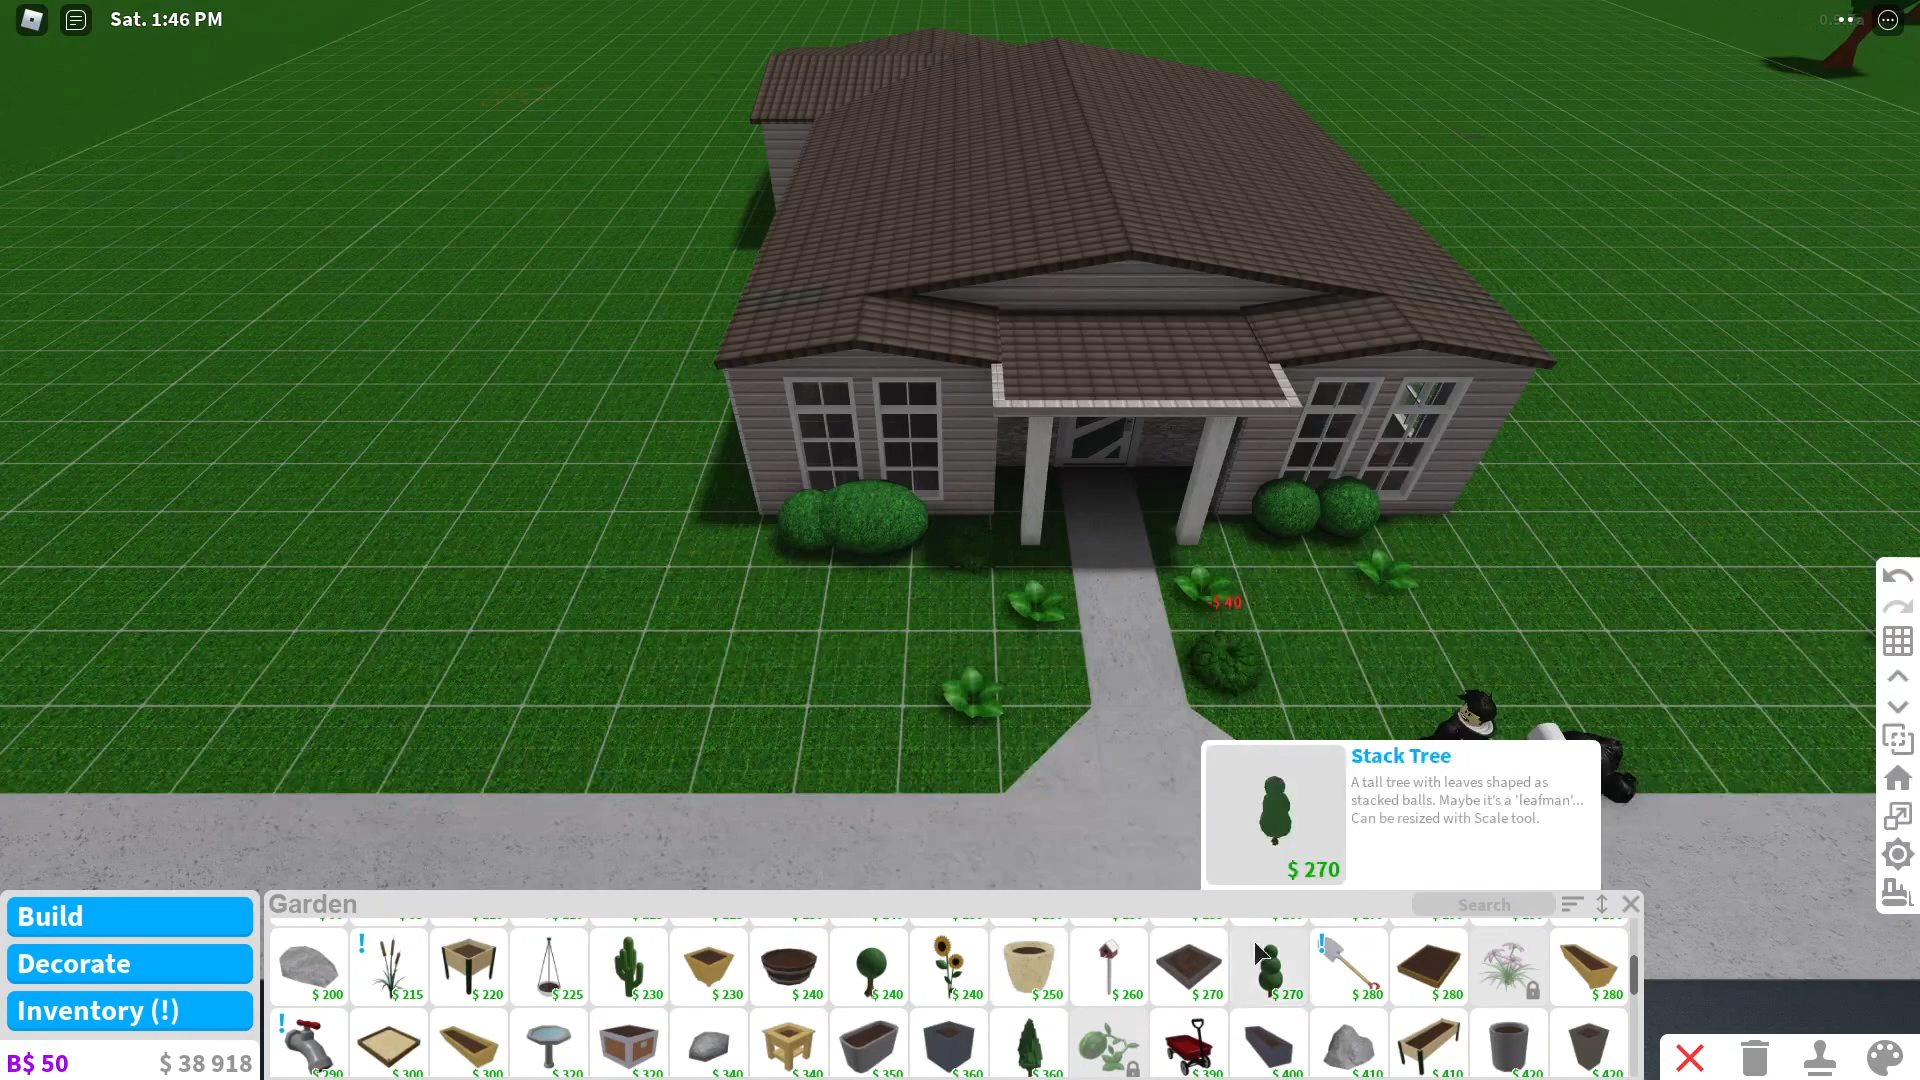 Sat. 1:46 PM
-$ 40
Stack Tree
A tall tree with leaves shaped as
stacked balls. Maybe it's a 'leafman'...
Can be resized with Scale tool.
$ 270
Build
Decorate
Inventory (!)
B$ 50
$ 38 918
Garden
Search
$ 200
$ 215
$ 220
$ 225
$ 230
$ 230
$ 240
$ 240
$ 240
$ 250
$ 260
$ 270
$ 270
$ 280
$ 280
$ 280
$ 290
$ 300
$ 300
$ 320
$ 320
$ 340
$ 340
$ 350
$ 360
$ 360
$ 390
$ 400
$ 410
$ 410
$ 420
$ 420